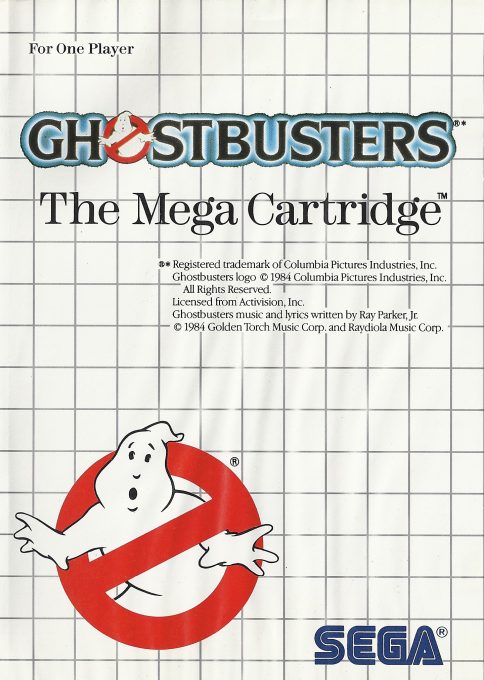 For One Player
GHOSTBUSTERS ®*
The Mega Cartridge™
®* Registered trademark of Columbia Pictures Industries, Inc.
Ghostbusters logo © 1984 Columbia Pictures Industries, Inc.
All Rights Reserved.
Licensed from Activision, Inc.
Ghostbusters music and lyrics written by Ray Parker, Jr.
© 1984 Golden Torch Music Corp. and Raydiola Music Corp.
®
SEGA®